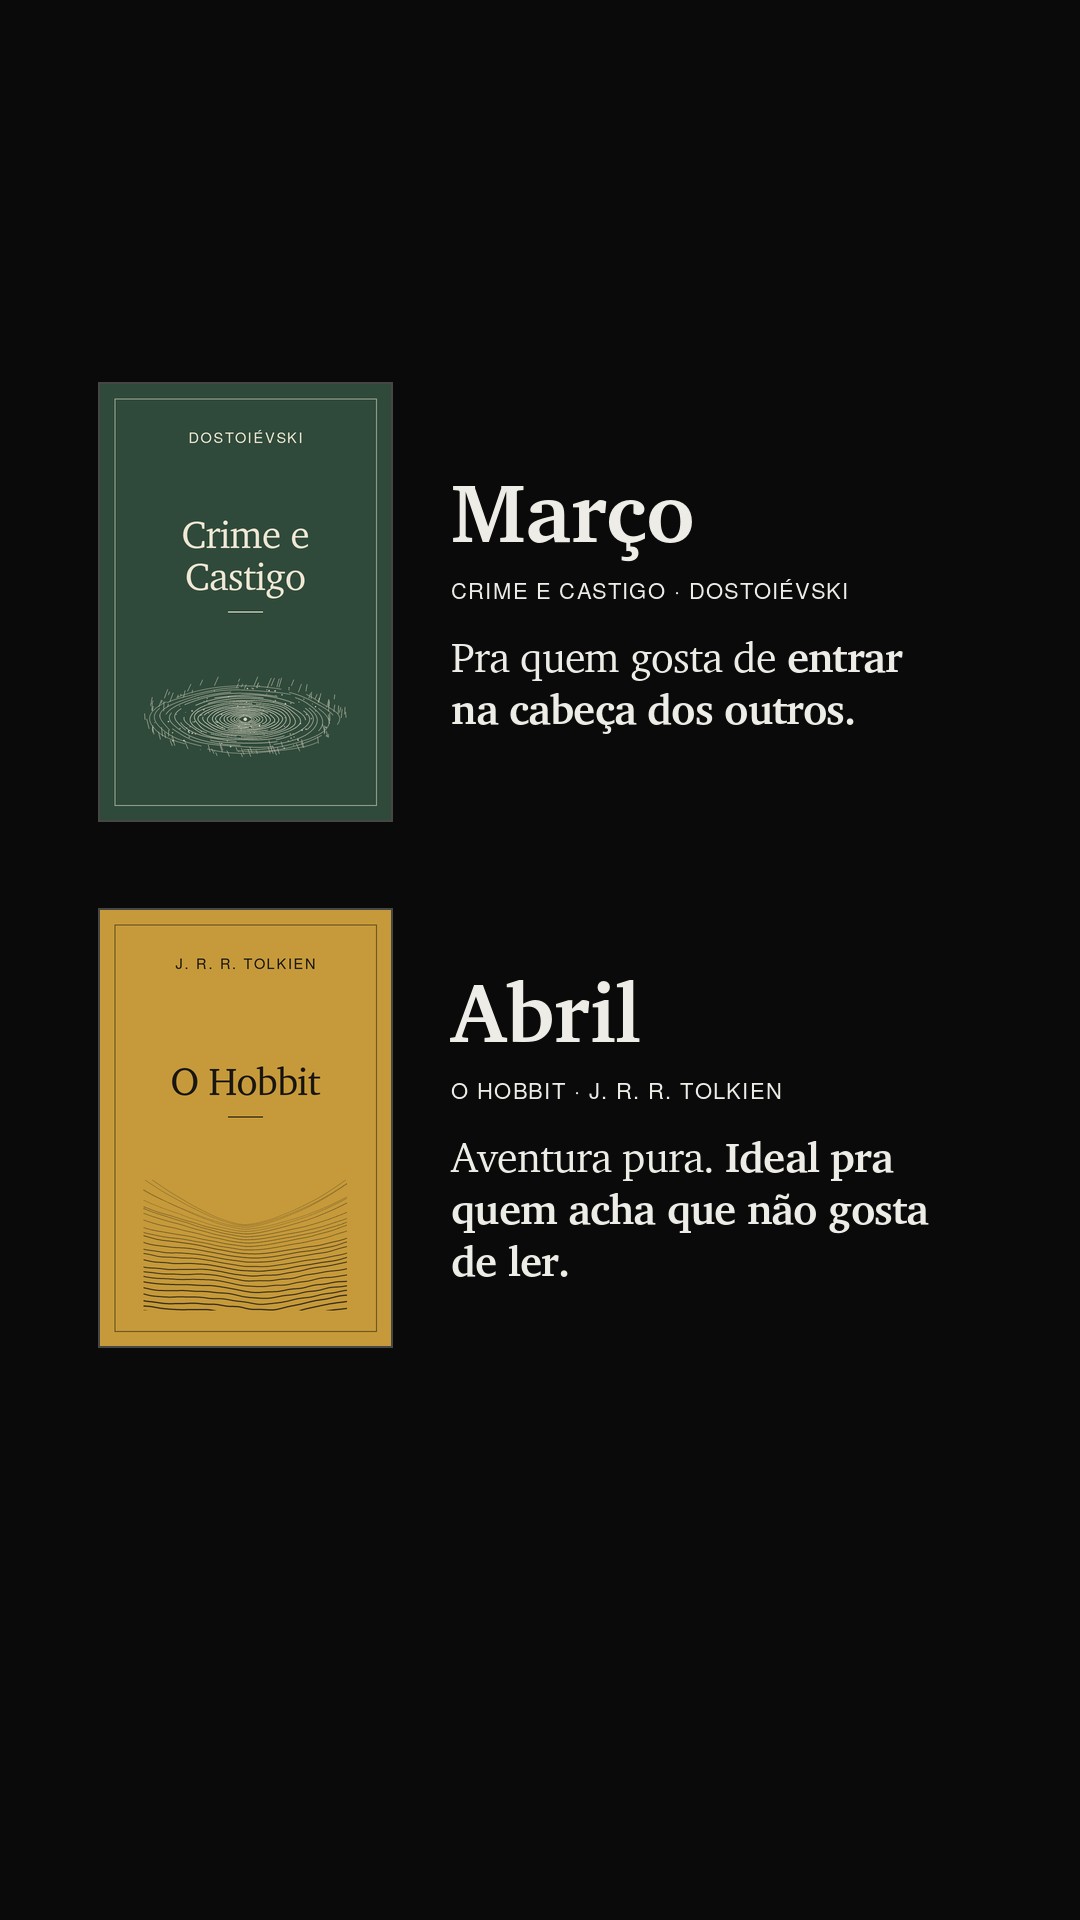 DOSTOIÉVSKI
Crime e
Castigo
Março
CRIME E CASTIGO · DOSTOIÉVSKI
Pra quem gosta de entrar
na cabeça dos outros.
J. R. R. TOLKIEN
O Hobbit
Abril
O HOBBIT · J. R. R. TOLKIEN
Aventura pura. Ideal pra
quem acha que não gosta
de ler.